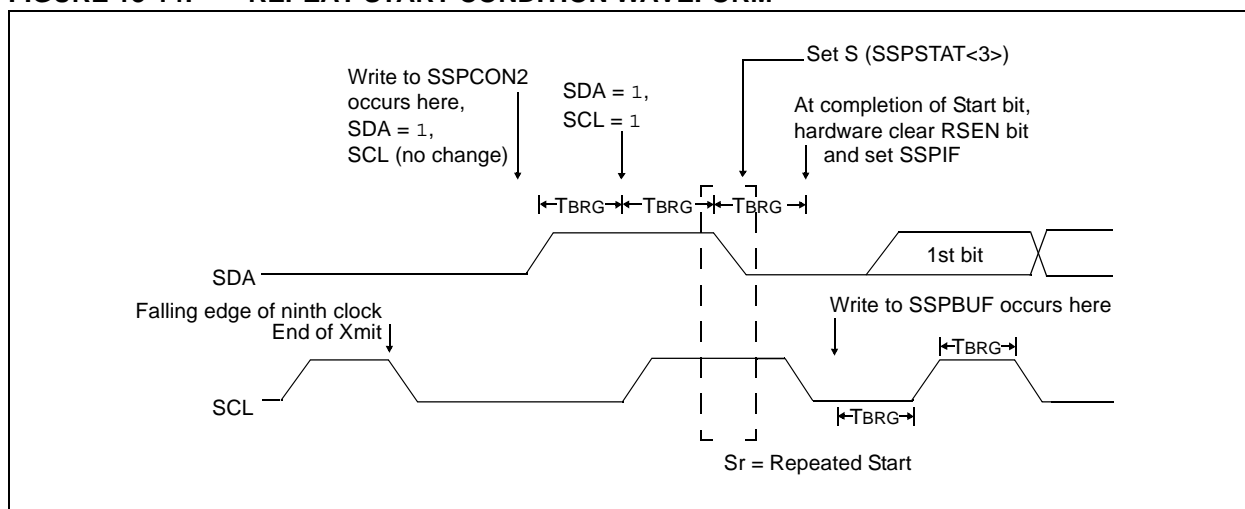 Set S (SSPSTAT<3>)
Write to SSPCON2
occurs here,
SDA = 1,
SCL (no change)
SDA = 1,
SCL = 1
At completion of Start bit,
hardware clear RSEN bit
and set SSPIF
TBRG
TBRG
TBRG
SDA
1st bit
Falling edge of ninth clock
End of Xmit
Write to SSPBUF occurs here
TBRG
SCL
TBRG
Sr = Repeated Start